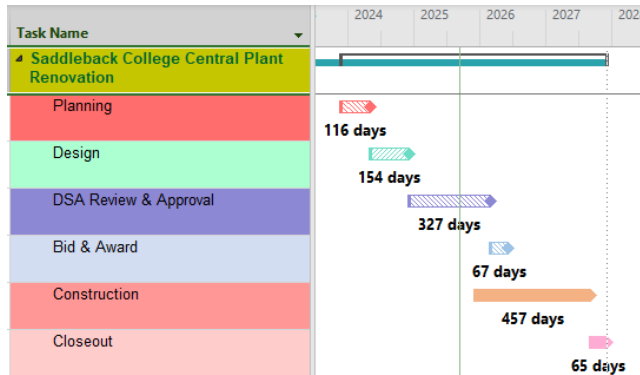 2024 2025 2026 2027
Task Name
Saddleback College Central Plant
Renovation
Planning
116 days
Design
154 days
DSA Review & Approval
327 days
Bid & Award
67 days
Construction
457 days
Closeout
65 days